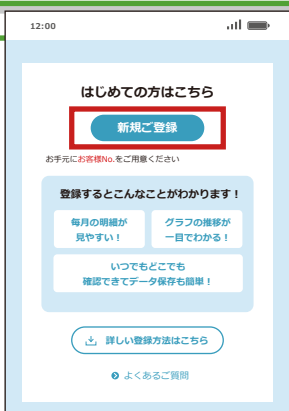 12:00
はじめての方はこちら
新規ご登録
お手元にお客様No.をご用意ください
登録するとこんなことがわかります！
毎月の明細が
見やすい！
グラフの推移が
一目でわかる！
いつでもどこでも
確認できてデータ保存も簡単！
詳しい登録方法はこちら
よくあるご質問